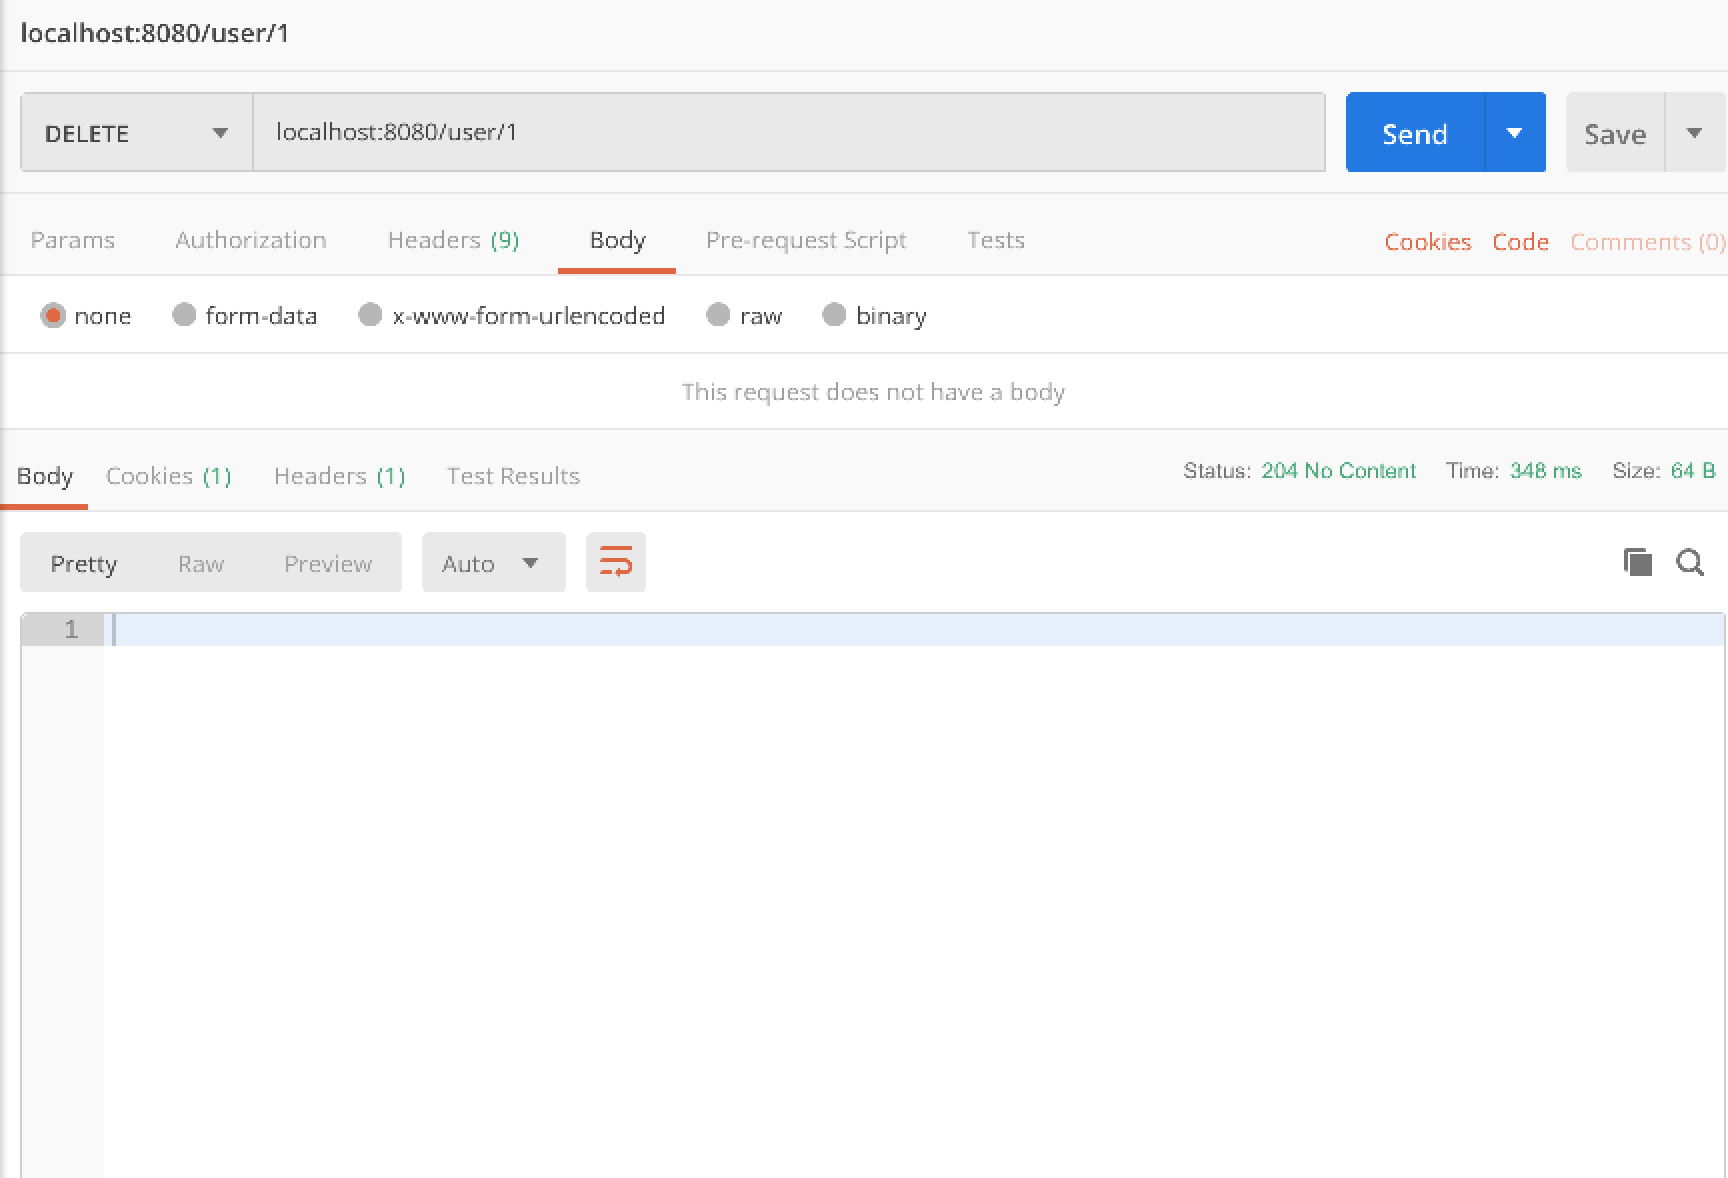 localhost:8080/user/1
DELETE localhost:8080/user/1 Send Save
Params Authorization Headers (9) Body Pre-request Script Tests Cookies Code Comments (0)
none form-data x-www-form-urlencoded raw binary
This request does not have a body
Body Cookies (1) Headers (1) Test Results Status: 204 No Content Time: 348 ms Size: 64 B
Pretty Raw Preview Auto
1